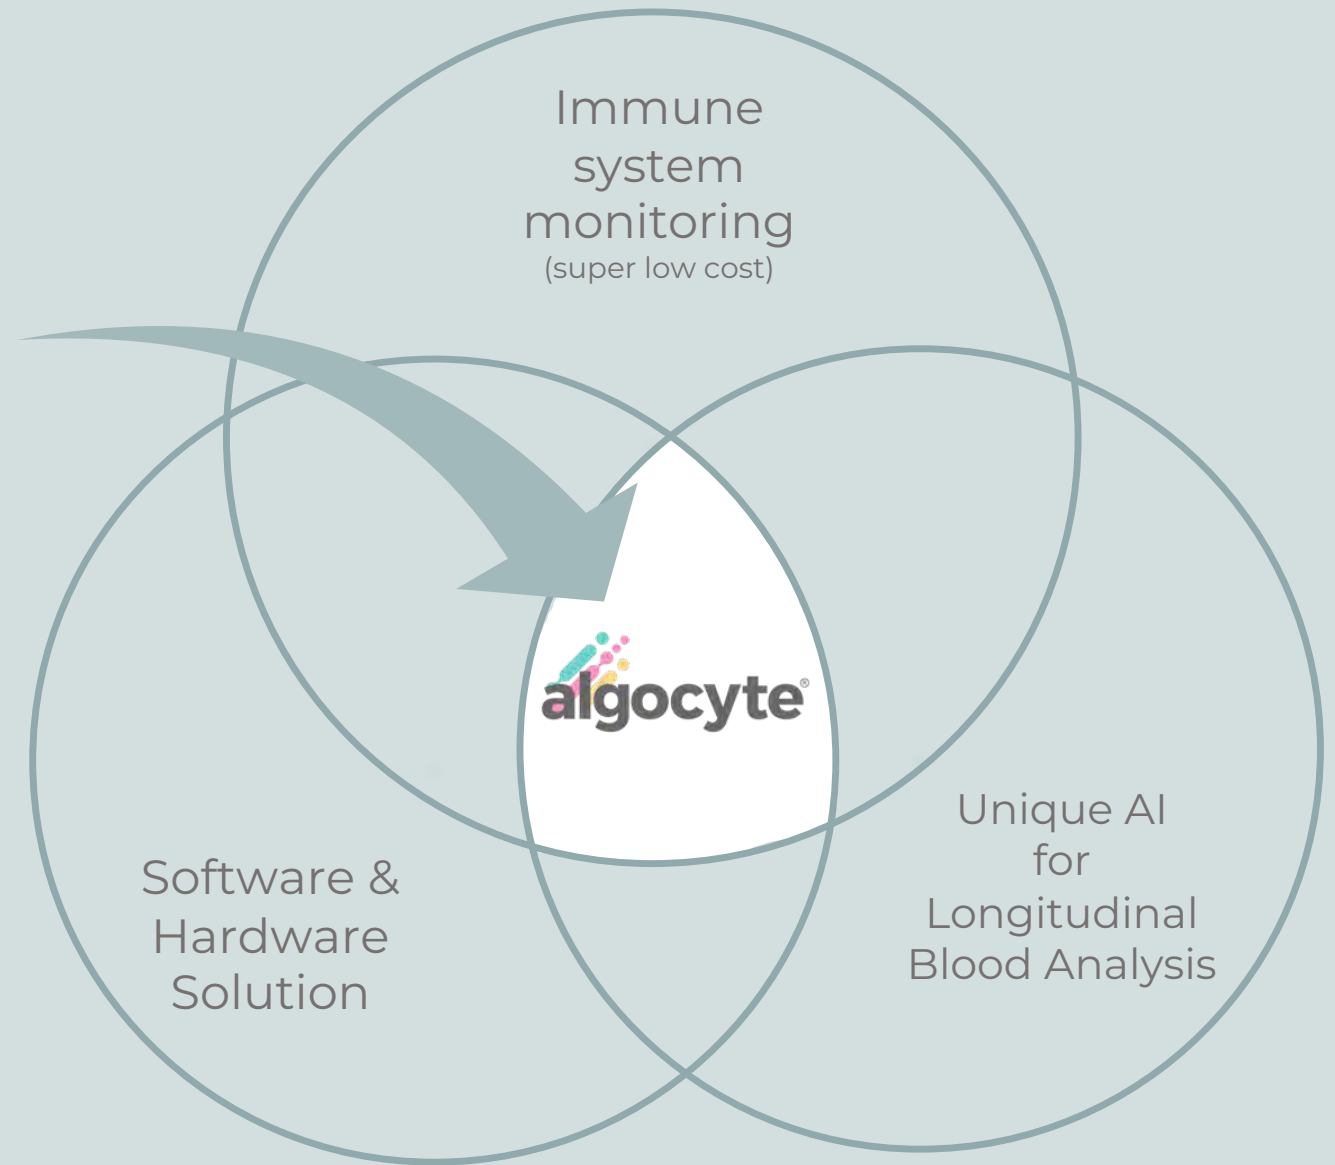 Immune
system
monitoring
(super low cost)
algocyte®
Software &
Hardware
Solution
Unique AI
for
Longitudinal
Blood Analysis